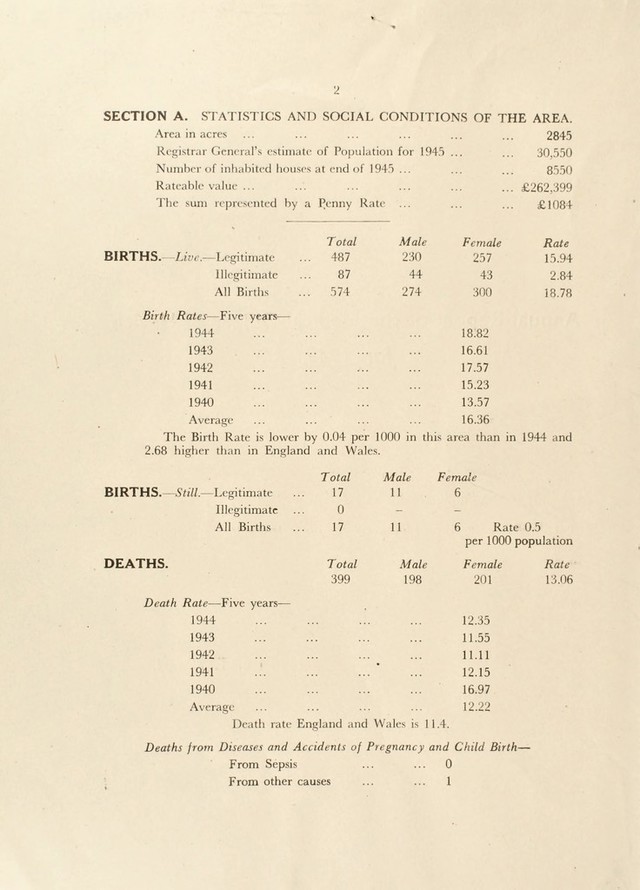 2
SECTION A. STATISTICS AND SOCIAL CONDITIONS OF THE AREA.
Area in acres ... ... ... ... ... ... 2845
Registrar General's estimate of Population for 1945 ... ... 30,550
Number of inhabited houses at end of 1945 ... ... ... 8550
Rateable value ... ... ... ... ... ... £262,399
The sum represented by a Penny Rate ... ... ... £1084
Total Male Female Rate
BIRTHS.—Live.—Legitimate ... 487 230 257 15.94
Illegitimate ... 87 44 43 2.84
All Births ... 574 274 300 18.78
Birth Rates—Five years—
1944 ... ... ... ... 18.82
1943 ... ... ... ... 16.61
1942 ... ... ... ... 17.57
1941 ... ... ... ... 15.23
1940 ... ... ... ... 13.57
Average ... ... ... ... 16.36
The Birth Rate is lower by 0.04 per 1000 in this area than in 1944 and
2.68 higher than in England and Wales.
Total Male Female
BIRTHS.—Still.—Legitimate ... 17 11 6
Illegitimate ... 0 – –
All Births ... 17 11 6 Rate 0.5
per 1000 population
DEATHS. Total Male Female Rate
399 198 201 13.06
Death Rate—Five years—
1944 ... ... ... ... 12.35
1943 ... ... ... ... 11.55
1942 ... ... ... ... 11.11
1941 ... ... ... ... 12.15
1940 ... ... ... ... 16.97
Average ... ... ... ... 12.22
Death rate England and Wales is 11.4.
Deaths from Diseases and Accidents of Pregnancy and Child Birth—
From Sepsis ... ... 0
From other causes ... ... 1